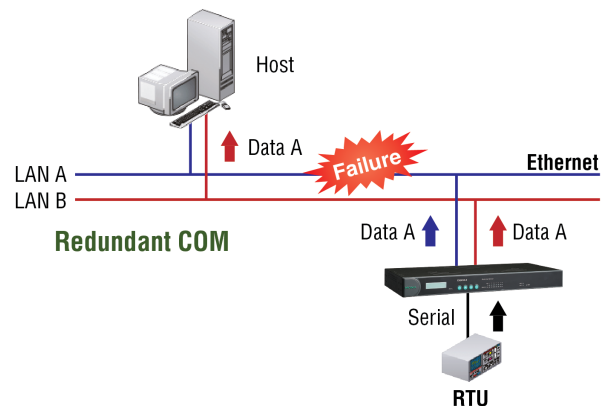 Host
Data A
Failure
Ethernet
LAN A
LAN B
Redundant COM
Data A
Data A
Serial
RTU